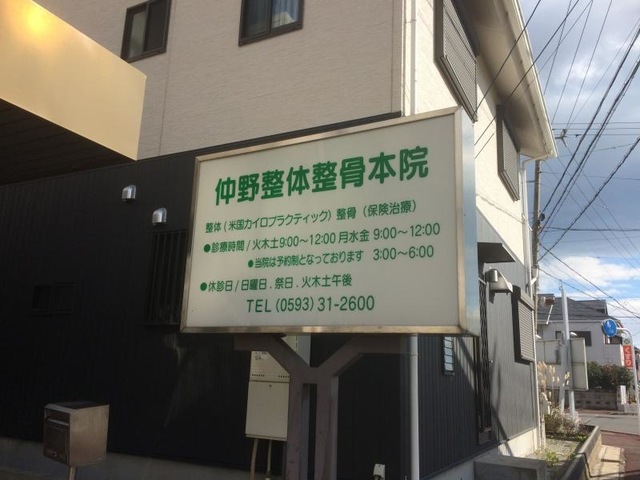 仲野整体整骨本院
整体(米国カイロプラクティック)整骨(保険治療)
●診療時間/火木土9:00〜12:00 月水金 9:00〜12:00
●当院は予約制となっております 3:00〜6:00
●休診日/日曜日.祭日.火木土午後
TEL(0593)31-2600